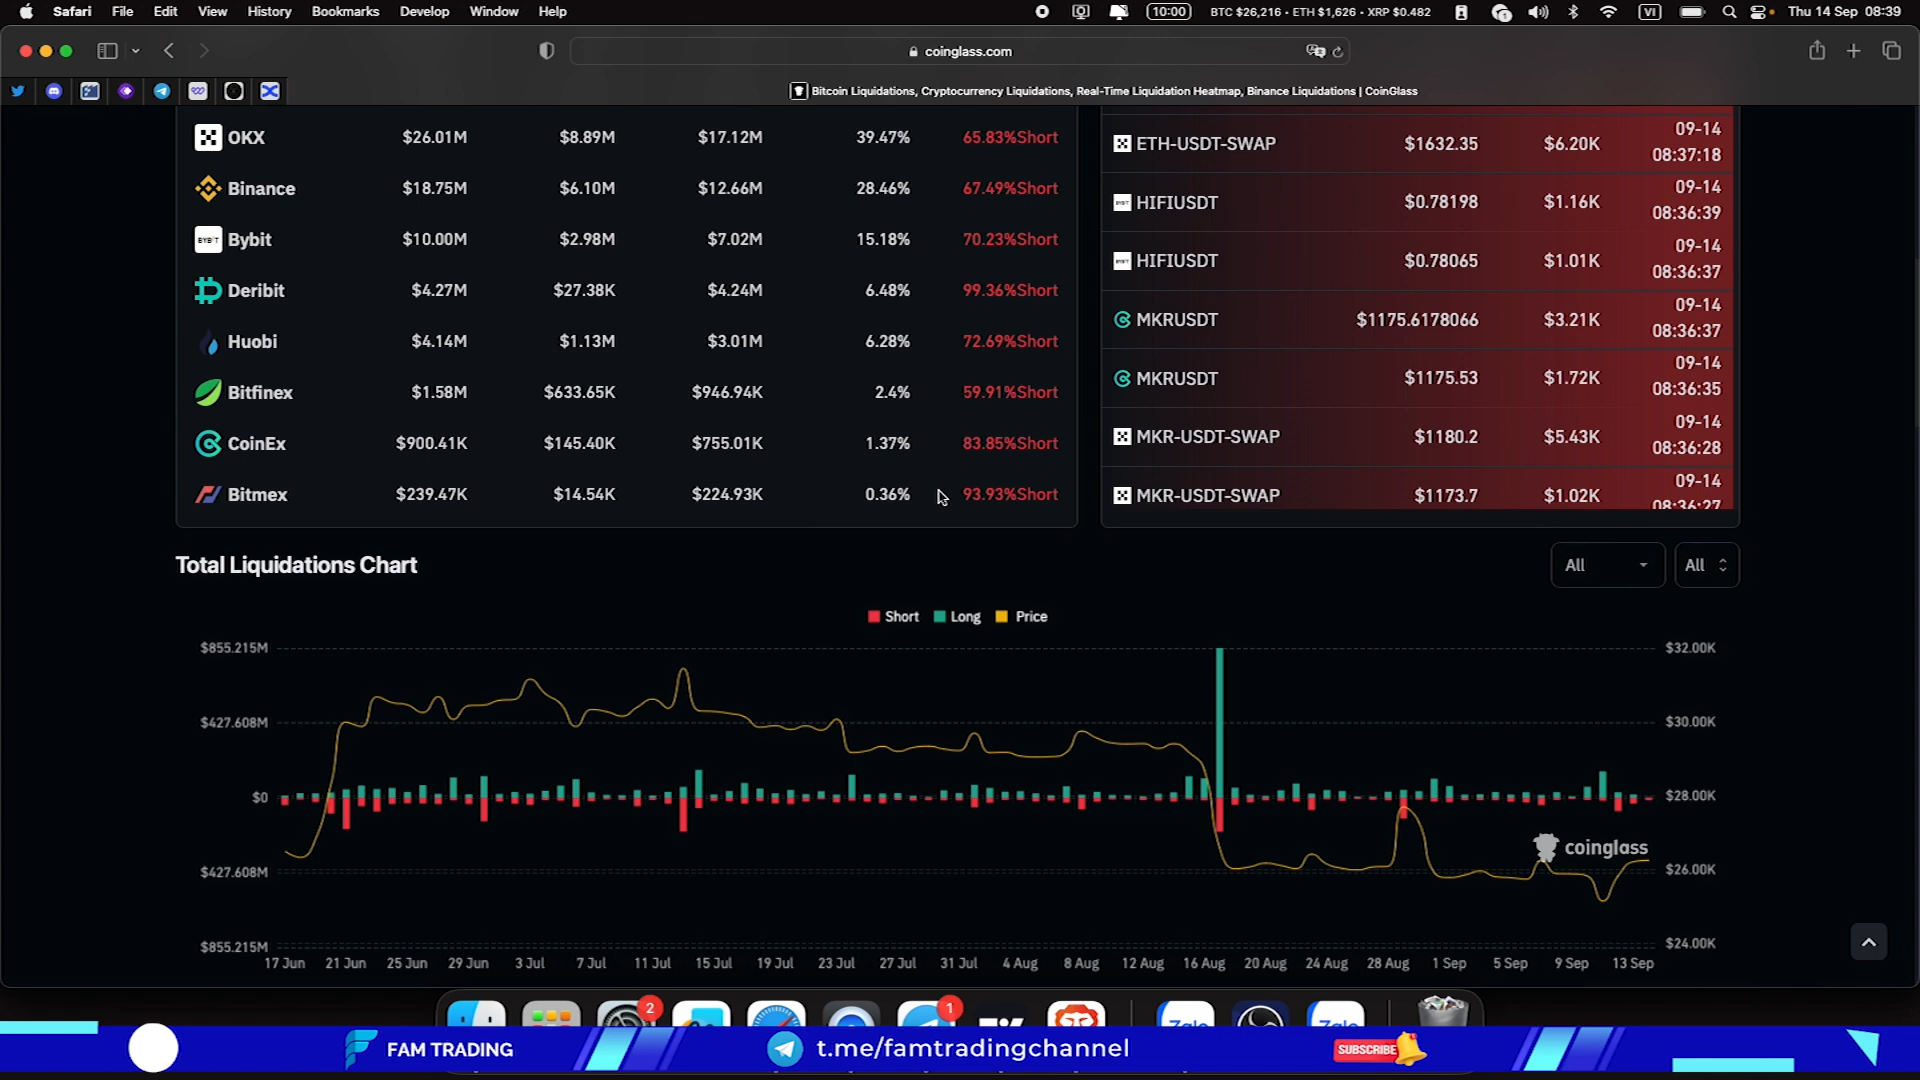 Safari File Edit View History Bookmarks Develop Window Help 10:00 BTC $26,216 • ETH $1,626 • XRP $0.482 VI Thu 14 Sep 08:39
coinglass.com
Bitcoin Liquidations, Cryptocurrency Liquidations, Real-Time Liquidation Heatmap, Binance Liquidations | CoinGlass
OKX $26.01M $8.89M $17.12M 39.47% 65.83%Short
Binance $18.75M $6.10M $12.66M 28.46% 67.49%Short
BYBIT Bybit $10.00M $2.98M $7.02M 15.18% 70.23%Short
Deribit $4.27M $27.38K $4.24M 6.48% 99.36%Short
Huobi $4.14M $1.13M $3.01M 6.28% 72.69%Short
Bitfinex $1.58M $633.65K $946.94K 2.4% 59.91%Short
CoinEx $900.41K $145.40K $755.01K 1.37% 83.85%Short
Bitmex $239.47K $14.54K $224.93K 0.36% 93.93%Short
ETH-USDT-SWAP $1632.35 $6.20K 09-14 08:37:18
HIFIUSDT $0.78198 $1.16K 09-14 08:36:39
HIFIUSDT $0.78065 $1.01K 09-14 08:36:37
MKRUSDT $1175.6178066 $3.21K 09-14 08:36:37
MKRUSDT $1175.53 $1.72K 09-14 08:36:35
MKR-USDT-SWAP $1180.2 $5.43K 09-14 08:36:28
MKR-USDT-SWAP $1173.7 $1.02K 09-14 08:36:27
Total Liquidations Chart All All
Short Long Price
$855.215M $32.00K
$427.608M $30.00K
$0 $28.00K
coinglass
$427.608M $26.00K
$855.215M $24.00K
17 Jun 21 Jun 25 Jun 29 Jun 3 Jul 7 Jul 11 Jul 15 Jul 19 Jul 23 Jul 27 Jul 31 Jul 4 Aug 8 Aug 12 Aug 16 Aug 20 Aug 24 Aug 28 Aug 1 Sep 5 Sep 9 Sep 13 Sep
2 1 Zalo Zalo
FAM TRADING t.me/famtradingchannel SUBSCRIBE